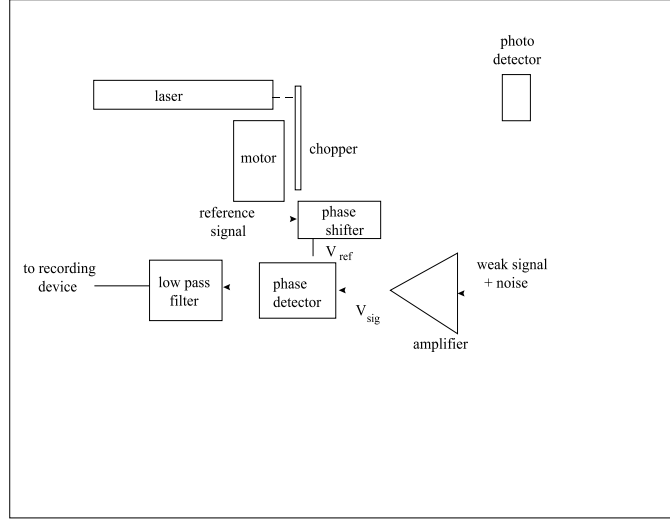 photo
detector
laser
chopper
motor
reference
signal
phase
shifter
V ref
to recording
device
low pass
filter
phase
detector
V sig
weak signal
+ noise
amplifier